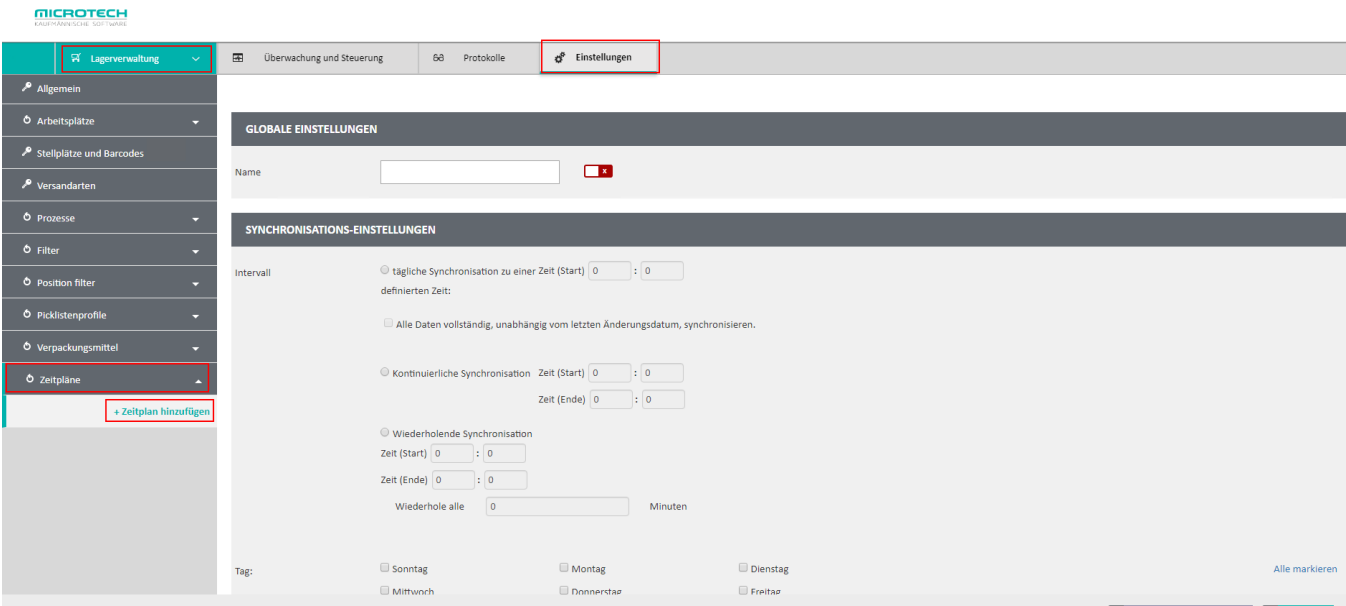 MICROTECH
KAUFMÄNNISCHE SOFTWARE
Lagerverwaltung
Überwachung und Steuerung
Protokolle
Einstellungen
Allgemein
Arbeitsplätze
Stellplätze und Barcodes
Versandarten
Prozesse
Filter
Position filter
Picklistenprofile
Verpackungsmittel
Zeitpläne
+ Zeitplan hinzufügen
GLOBALE EINSTELLUNGEN
Name
x
SYNCHRONISATIONS-EINSTELLUNGEN
Intervall
tägliche Synchronisation zu einer Zeit (Start) 0 : 0
definierten Zeit:
Alle Daten vollständig, unabhängig vom letzten Änderungsdatum, synchronisieren.
Kontinuierliche Synchronisation Zeit (Start) 0 : 0
Zeit (Ende) 0 : 0
Wiederholende Synchronisation
Zeit (Start) 0 : 0
Zeit (Ende) 0 : 0
Wiederhole alle 0 Minuten
Tag: Sonntag Montag Dienstag Alle markieren
Mittwoch Donnerstag Freitag